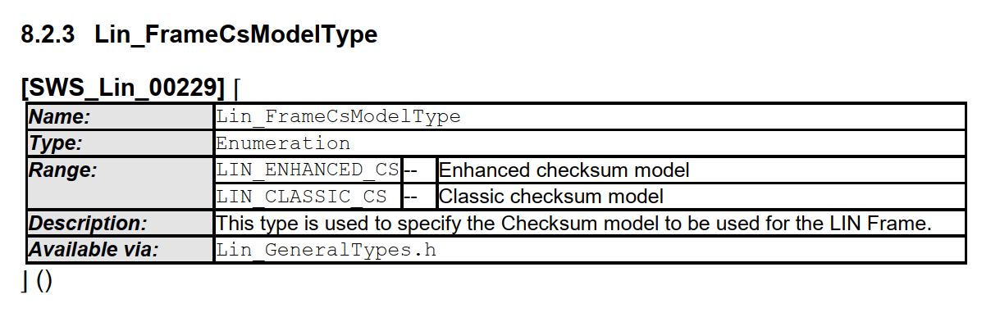 8.2.3 Lin_FrameCsModelType
[SWS_Lin_00229] ⌈
Name: Lin_FrameCsModelType
Type: Enumeration
Range: LIN_ENHANCED_CS -- Enhanced checksum model
LIN_CLASSIC_CS -- Classic checksum model
Description: This type is used to specify the Checksum model to be used for the LIN Frame.
Available via: Lin_GeneralTypes.h
⌋ ()